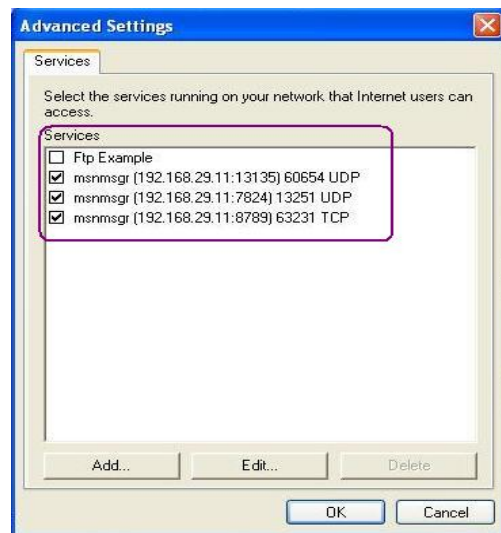 Advanced Settings
Services
Select the services running on your network that Internet users can
access.
Services
Ftp Example
msnmsgr (192.168.29.11:13135) 60654 UDP
msnmsgr (192.168.29.11:7824) 13251 UDP
msnmsgr (192.168.29.11:8789) 63231 TCP
Add...
Edit...
Delete
OK
Cancel